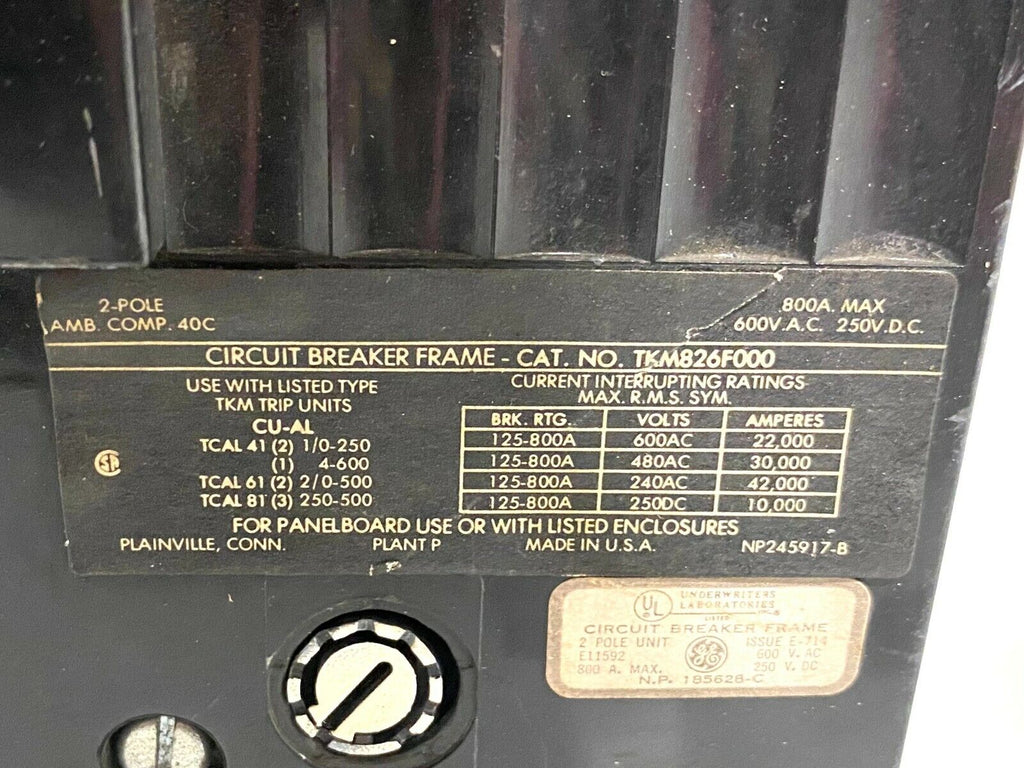 2-POLE
AMB. COMP. 40C
800A. MAX
600V.A.C. 250V.D.C.
CIRCUIT BREAKER FRAME - CAT. NO. TKM826F000
USE WITH LISTED TYPE
TKM TRIP UNITS
CU-AL
TCAL 41 (2) 1/0-250
(1) 4-600
TCAL 61 (2) 2/0-500
TCAL 81 (3) 250-500
CURRENT INTERRUPTING RATINGS
MAX. R.M.S. SYM.
BRK. RTG. VOLTS AMPERES
125-800A 600AC 22,000
125-800A 480AC 30,000
125-800A 240AC 42,000
125-800A 250DC 10,000
FOR PANELBOARD USE OR WITH LISTED ENCLOSURES
PLAINVILLE, CONN. PLANT P MADE IN U.S.A. NP245917-B
UL UNDERWRITERS
LABORATORIES INC.®
LISTED
CIRCUIT BREAKER FRAME
2 POLE UNIT ISSUE E-714
E11592 GE 600 V. AC
800 A. MAX. 250 V. DC
N.P. 185628-C